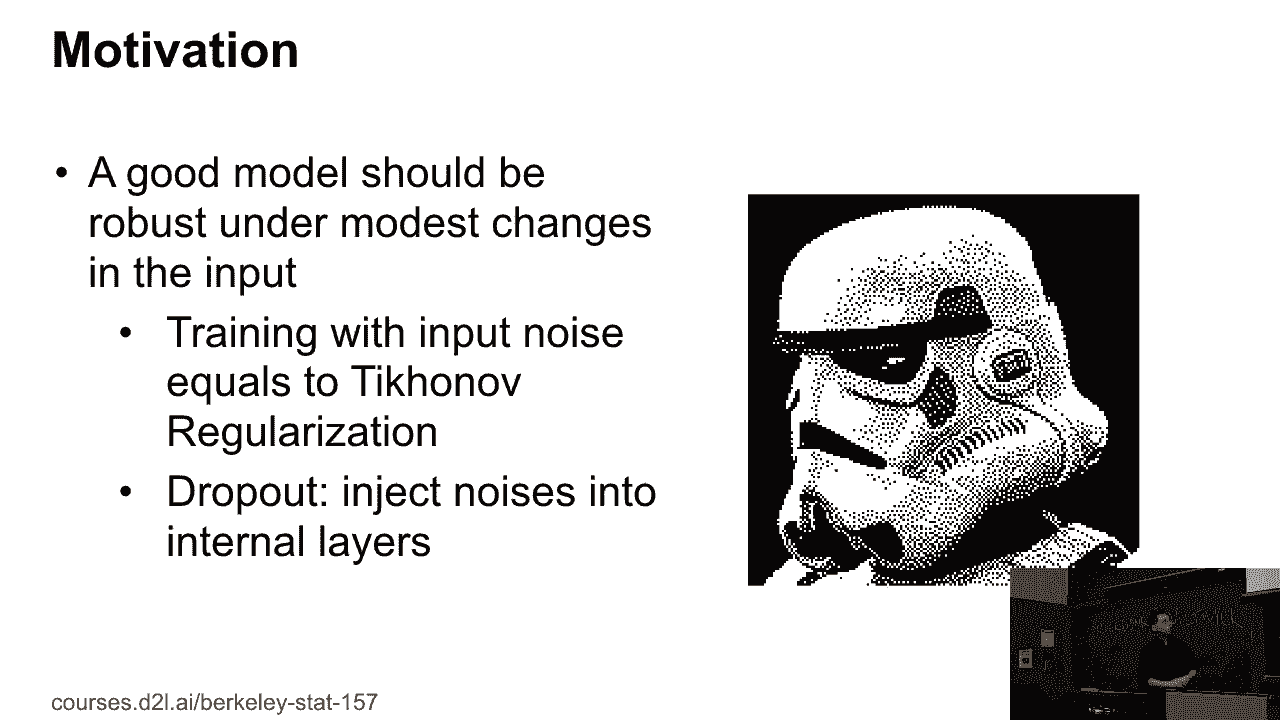 Motivation
• A good model should be
robust under modest changes
in the input
• Training with input noise
equals to Tikhonov
Regularization
• Dropout: inject noises into
internal layers
courses.d2l.ai/berkeley-stat-157